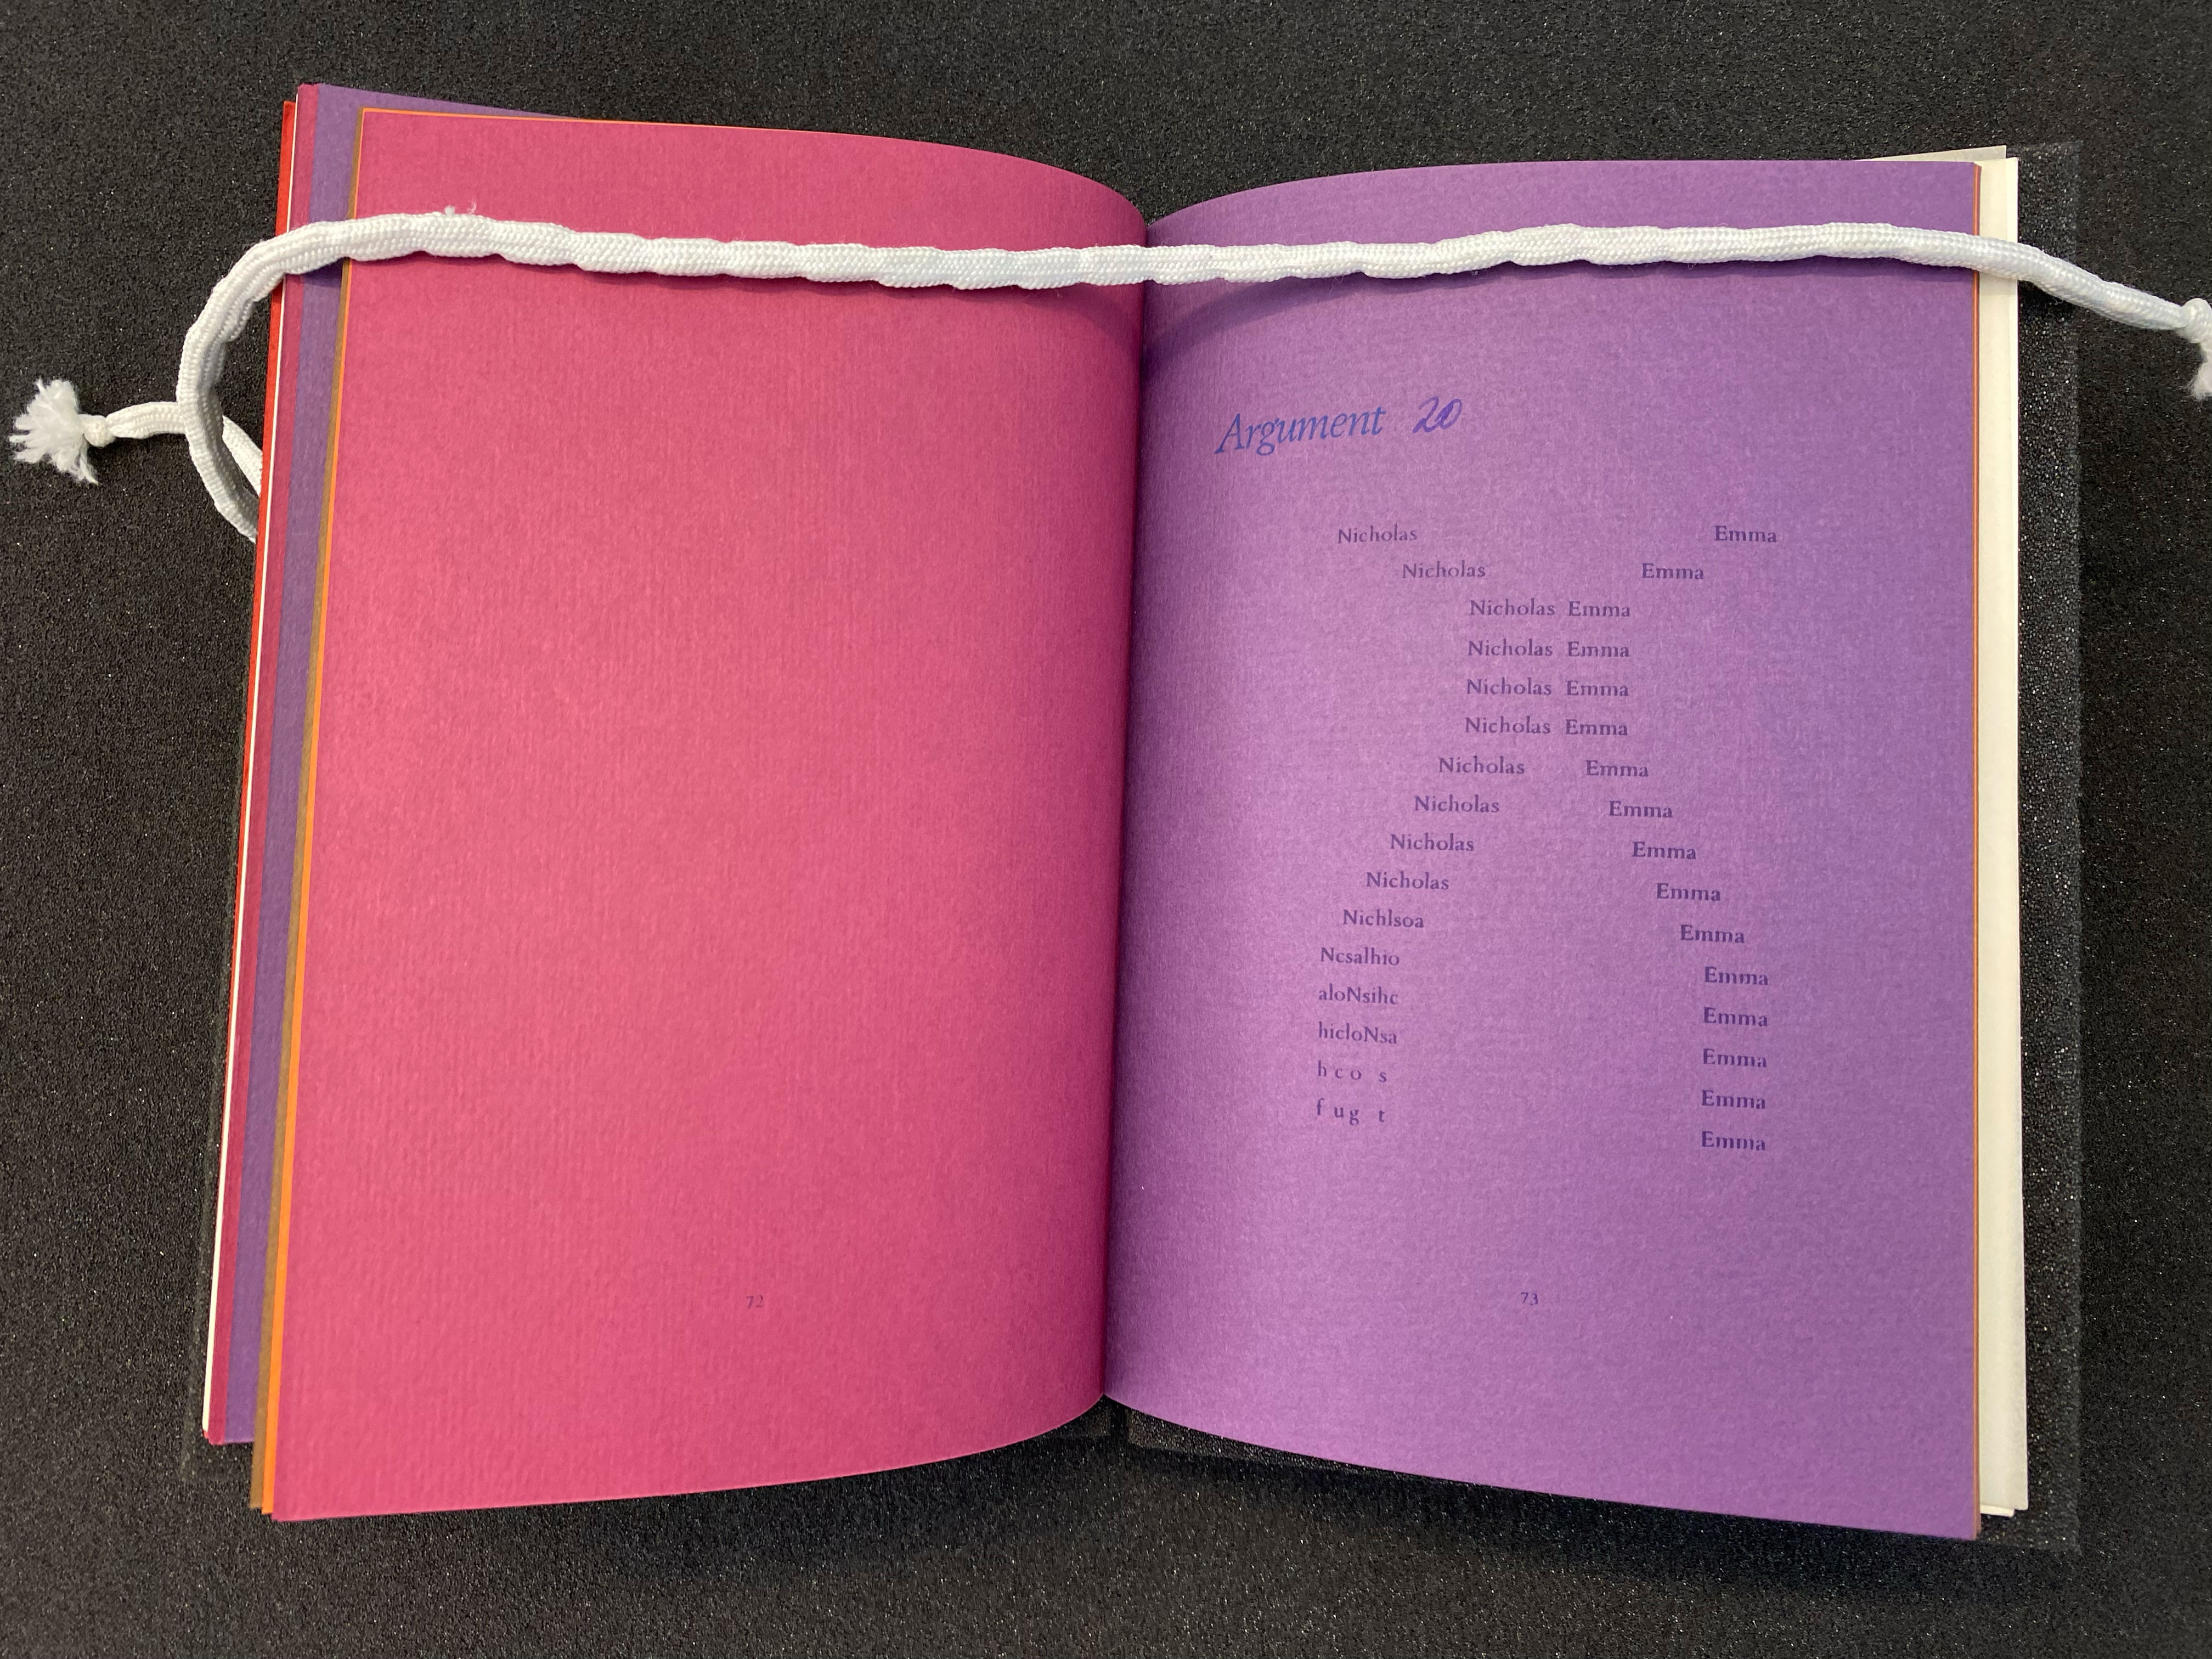 72
Argument 20
Nicholas Emma
Nicholas Emma
Nicholas Emma
Nicholas Emma
Nicholas Emma
Nicholas Emma
Nicholas Emma
Nicholas Emma
Nicholas Emma
Nicholas Emma
Nichlsoa Emma
Ncsalhio Emma
aloNsihc Emma
hicloNsa Emma
h c o s Emma
f u g t Emma
73